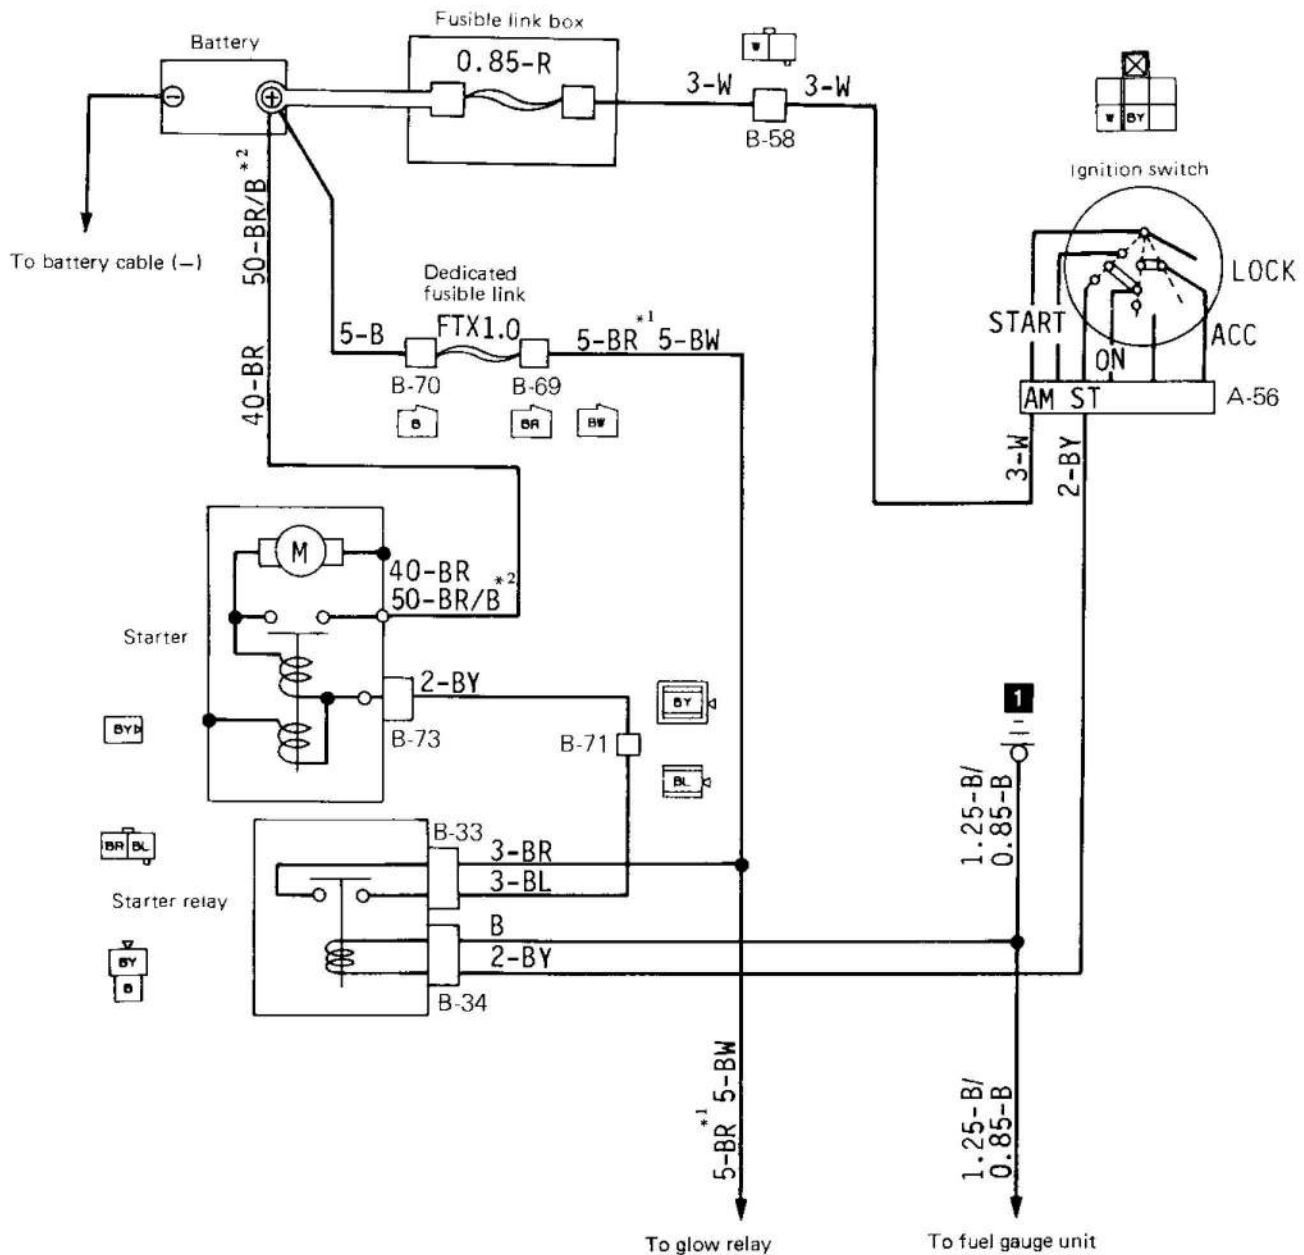 Fusible link box
Battery
0.85-R
3-W
3-W
W
B-58
W BY
Ignition switch
50-BR/B*2
To battery cable (−)
Dedicated
fusible link
LOCK
START
ACC
ON
5-B
FTX1.0
5-BR*1 5-BW
40-BR
B-70
B-69
B
BR
BW
AM ST
A-56
3-W
2-BY
M
40-BR
50-BR/B*2
Starter
2-BY
BY
BY
B-73
B-71
BL
1
1.25-B/
0.85-B
B-33
BR BL
3-BR
3-BL
Starter relay
B
2-BY
BY
B
B-34
5-BR*1 5-BW
1.25-B/
0.85-B
To glow relay
To fuel gauge unit